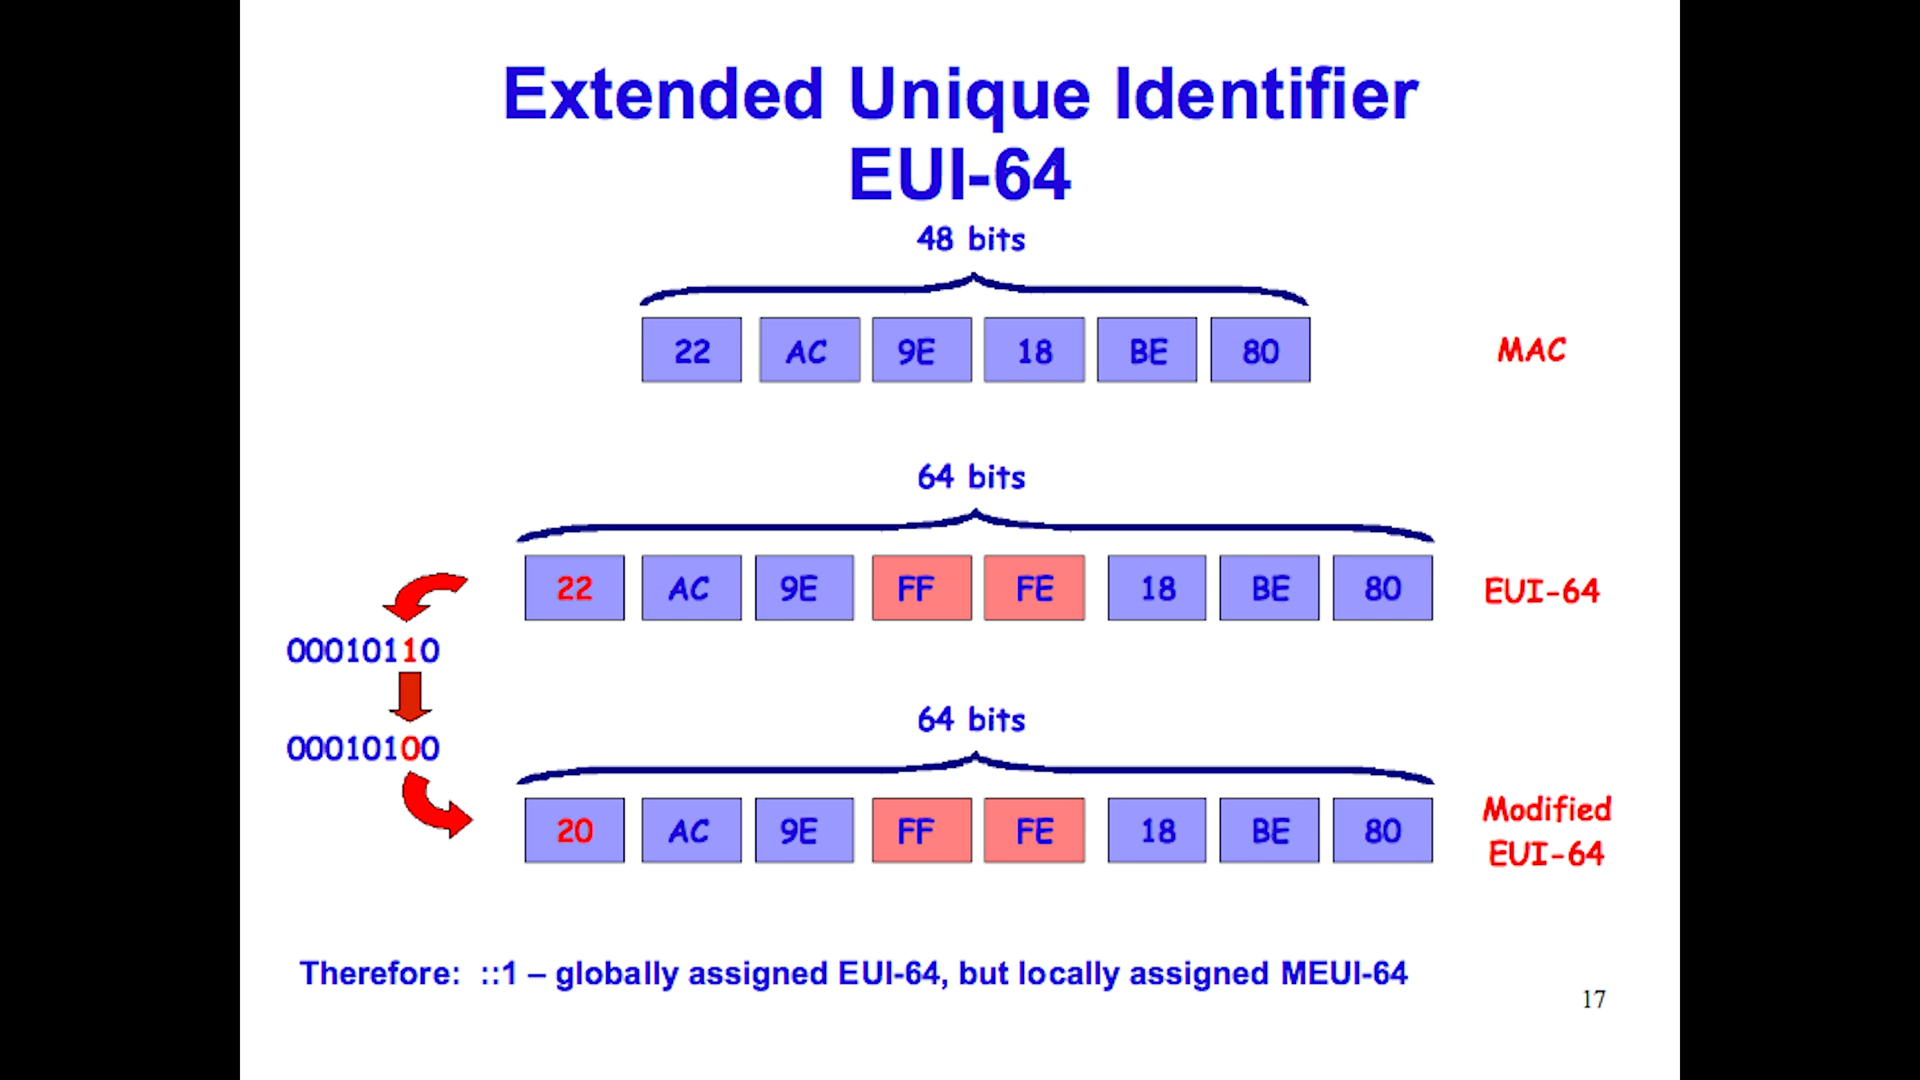 Extended Unique Identifier
EUI-64
48 bits
22 AC 9E 18 BE 80 MAC
64 bits
22 AC 9E FF FE 18 BE 80 EUI-64
00010110
00010100
64 bits
20 AC 9E FF FE 18 BE 80 Modified
EUI-64
Therefore: ::1 – globally assigned EUI-64, but locally assigned MEUI-64
17